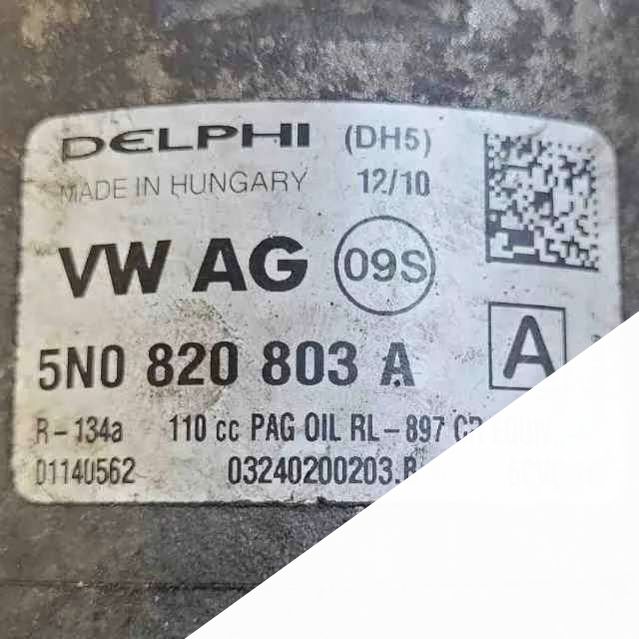 DELPHI (DH5)
MADE IN HUNGARY 12/10
VW AG 09S
5N0 820 803 A A
R-134a 110 cc PAG OIL RL-897
01140562 03240200203.